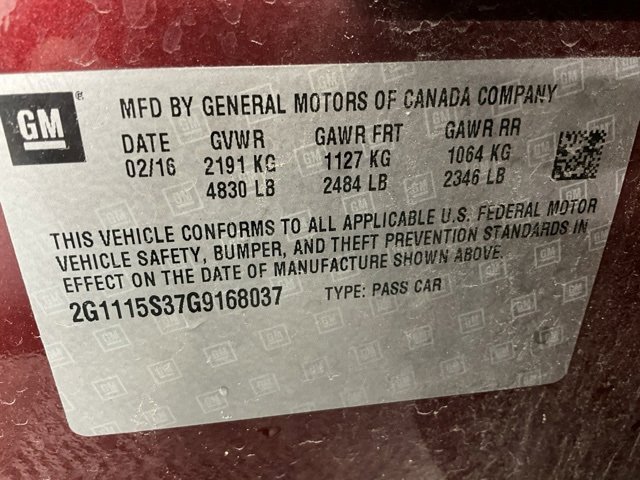 GM
MFD BY GENERAL MOTORS OF CANADA COMPANY
DATE GVWR GAWR FRT GAWR RR
02/16 2191 KG 1127 KG 1064 KG
4830 LB 2484 LB 2346 LB
THIS VEHICLE CONFORMS TO ALL APPLICABLE U.S. FEDERAL MOTOR
VEHICLE SAFETY, BUMPER, AND THEFT PREVENTION STANDARDS IN
EFFECT ON THE DATE OF MANUFACTURE SHOWN ABOVE.
2G1115S37G9168037 TYPE: PASS CAR